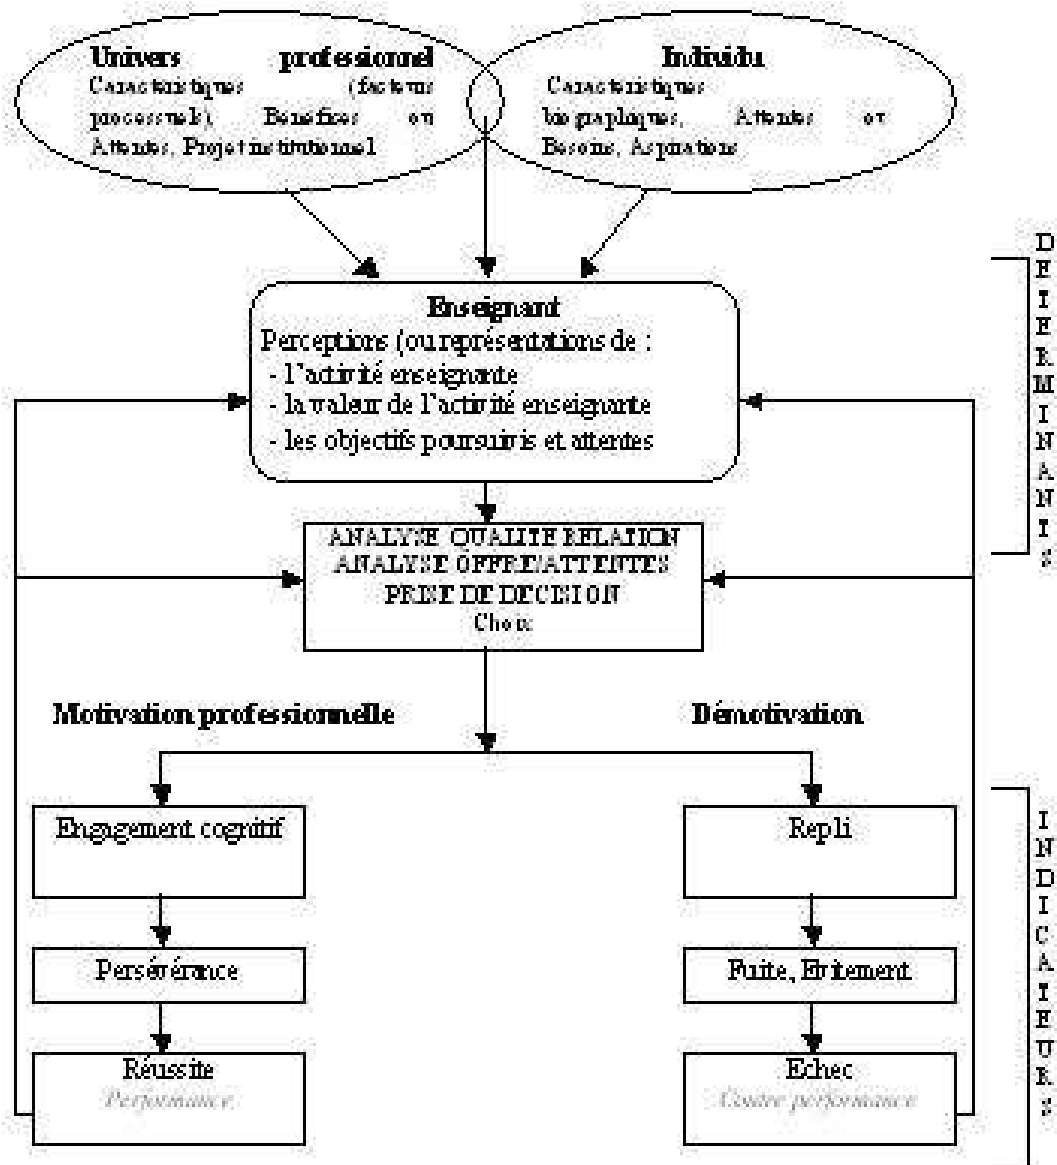 Univers professionnel
Caractéristiques (facteurs
processuels), Bénéfices ou
Attentes, Projet institutionnel
Individu
Caractéristiques
biographiques, Attentes ou
Besoins, Aspirations
DETERMINANTS
Enseignant
Perceptions (ou représentations de :
- l'activité enseignante
- la valeur de l'activité enseignante
- les objectifs poursuivis et attentes
ANALYSE QUALITE RELATION
ANALYSE OFFRE/ATTENTES
PRISE DE DECISION
Choix
Motivation professionnelle
Démotivation
INDICATEURS
Engagement cognitif
Repli
Persévérance
Fuite, Evitement
Réussite
Performance
Echec
Contre performance